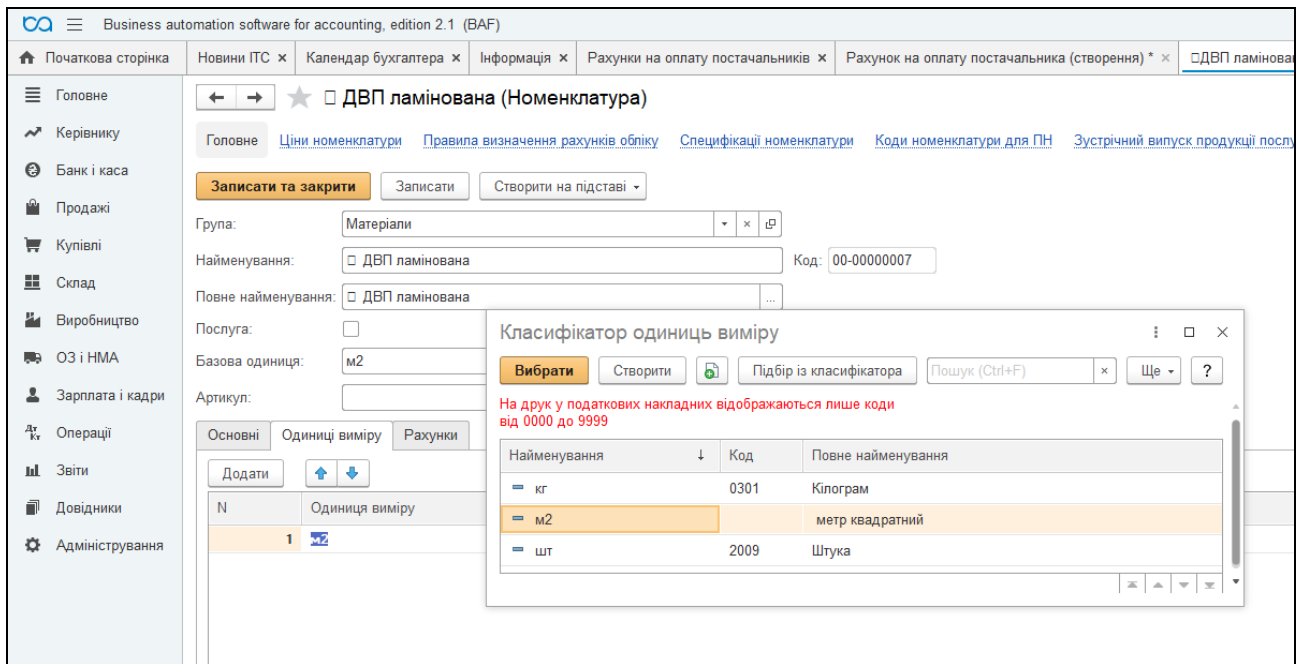 Business automation software for accounting, edition 2.1 (BAF)
Початкова сторінка
Новини ІТС ×
Календар бухгалтера ×
Інформація ×
Рахунки на оплату постачальників ×
Рахунок на оплату постачальника (створення) * ×
ДВП ламінован
Головне
Керівнику
Банк і каса
Продажі
Купівлі
Склад
Виробництво
ОЗ і НМА
Зарплата і кадри
Дт Кт Операції
Звіти
Довідники
Адміністрування
ДВП ламінована (Номенклатура)
Головне Ціни номенклатури Правила визначення рахунків обліку Специфікації номенклатури Коди номенклатури для ПН Зустрічний випуск продукції послу
Записати та закрити Записати Створити на підставі
Група: Матеріали
Найменування: ДВП ламінована Код: 00-00000007
Повне найменування: ДВП ламінована ...
Послуга:
Базова одиниця: м2
Артикул:
Основні Одиниці виміру Рахунки
Додати
N Одиниця виміру
1 м2
Класифікатор одиниць виміру
Вибрати Створити Підбір із класифікатора Пошук (Ctrl+F) × Ще ?
На друк у податкових накладних відображаються лише коди
від 0000 до 9999
Найменування ↓ Код Повне найменування
кг 0301 Кілограм
м2 метр квадратний
шт 2009 Штука